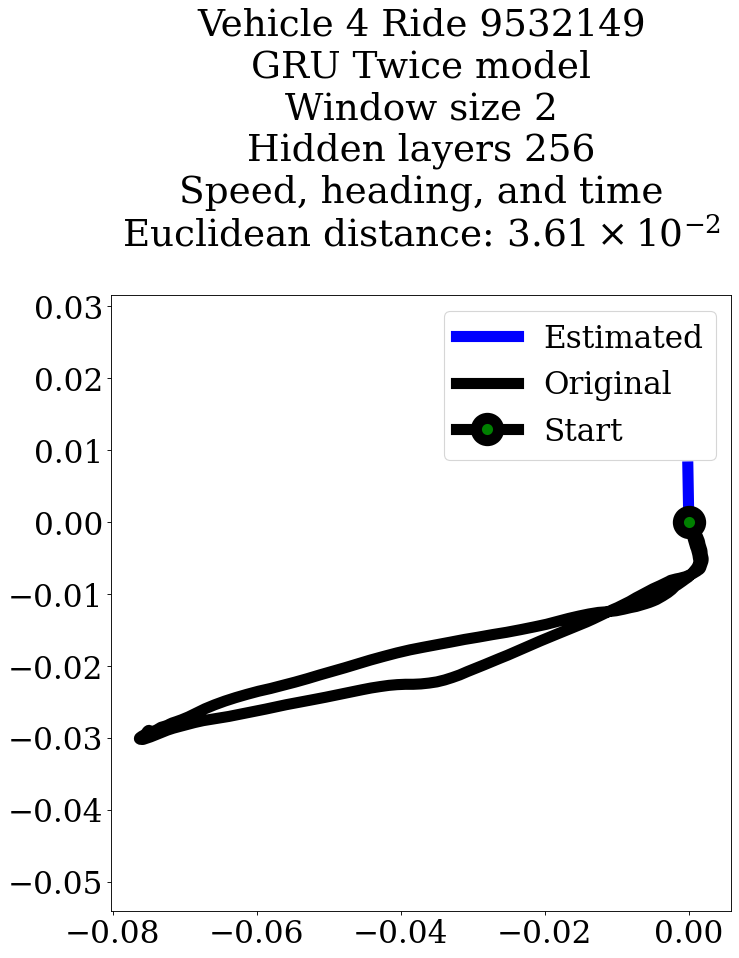 Vehicle 4 Ride 9532149
GRU Twice model
Window size 2
Hidden layers 256
Speed, heading, and time
Euclidean distance: 3.61 × 10⁻²
0.03
Estimated
0.02
Original
0.01
Start
0.00
−0.01
−0.02
−0.03
−0.04
−0.05
−0.08 −0.06 −0.04 −0.02 0.00